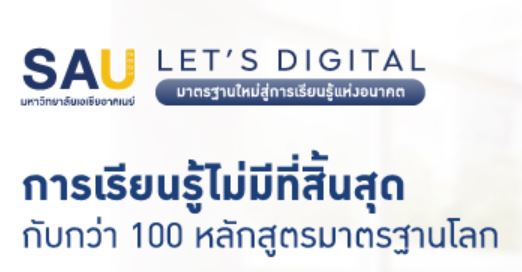 SAU
มหาวิทยาลัยเอเชียอาคเนย์
LET'S DIGITAL
มาตรฐานใหม่สู่การเรียนรู้แห่งอนาคต
การเรียนรู้ไม่มีที่สิ้นสุด
กับกว่า 100 หลักสูตรมาตรฐานโลก